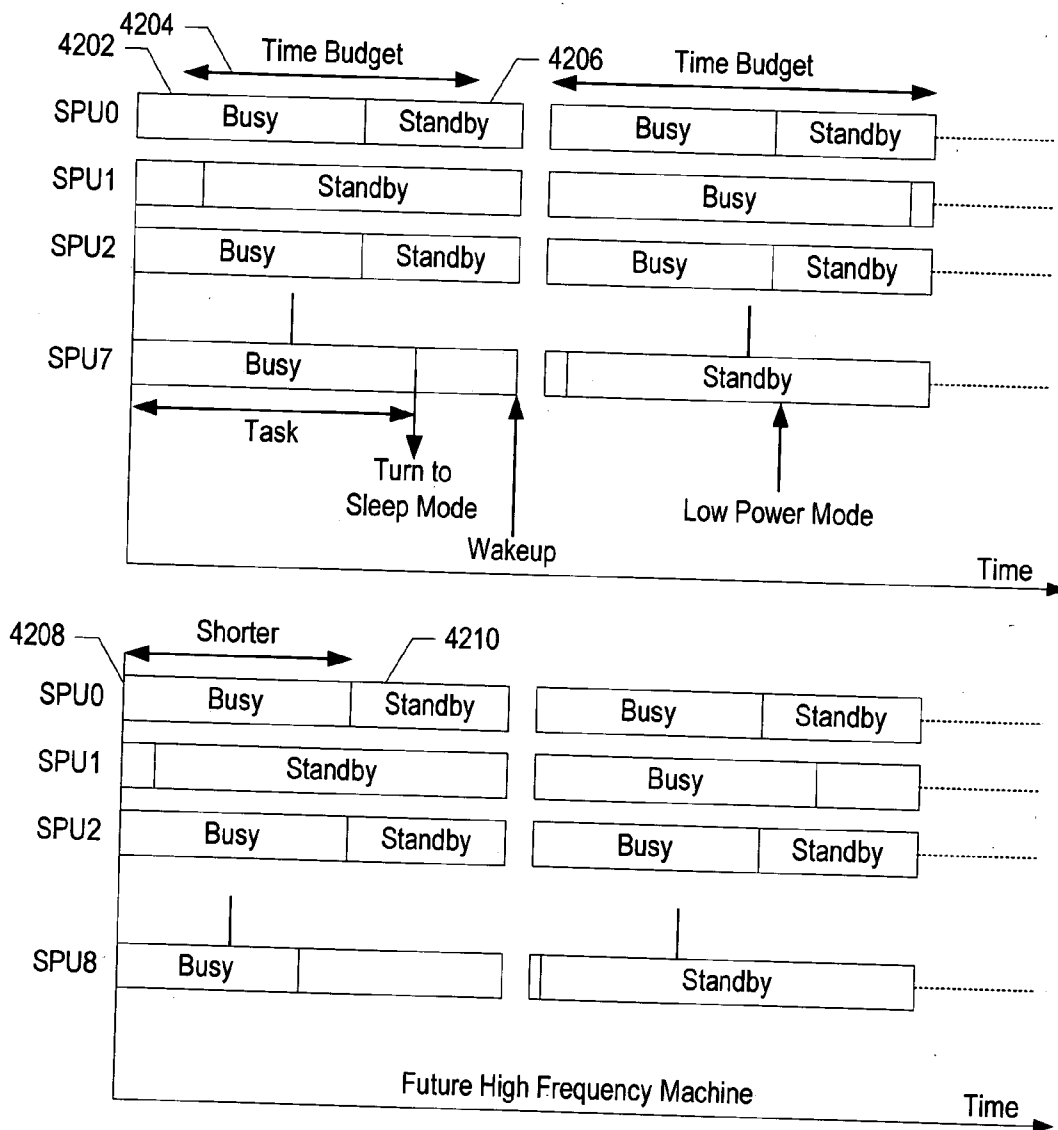 4204
4202 Time Budget 4206 Time Budget
SPU0 Busy Standby Busy Standby
SPU1 Standby Busy
SPU2 Busy Standby Busy Standby
SPU7 Busy Standby
Task
Turn to
Sleep Mode
Low Power Mode
Wakeup
Time
4208 Shorter 4210
SPU0 Busy Standby Busy Standby
SPU1 Standby Busy
SPU2 Busy Standby Busy Standby
SPU8 Busy Standby
Future High Frequency Machine
Time